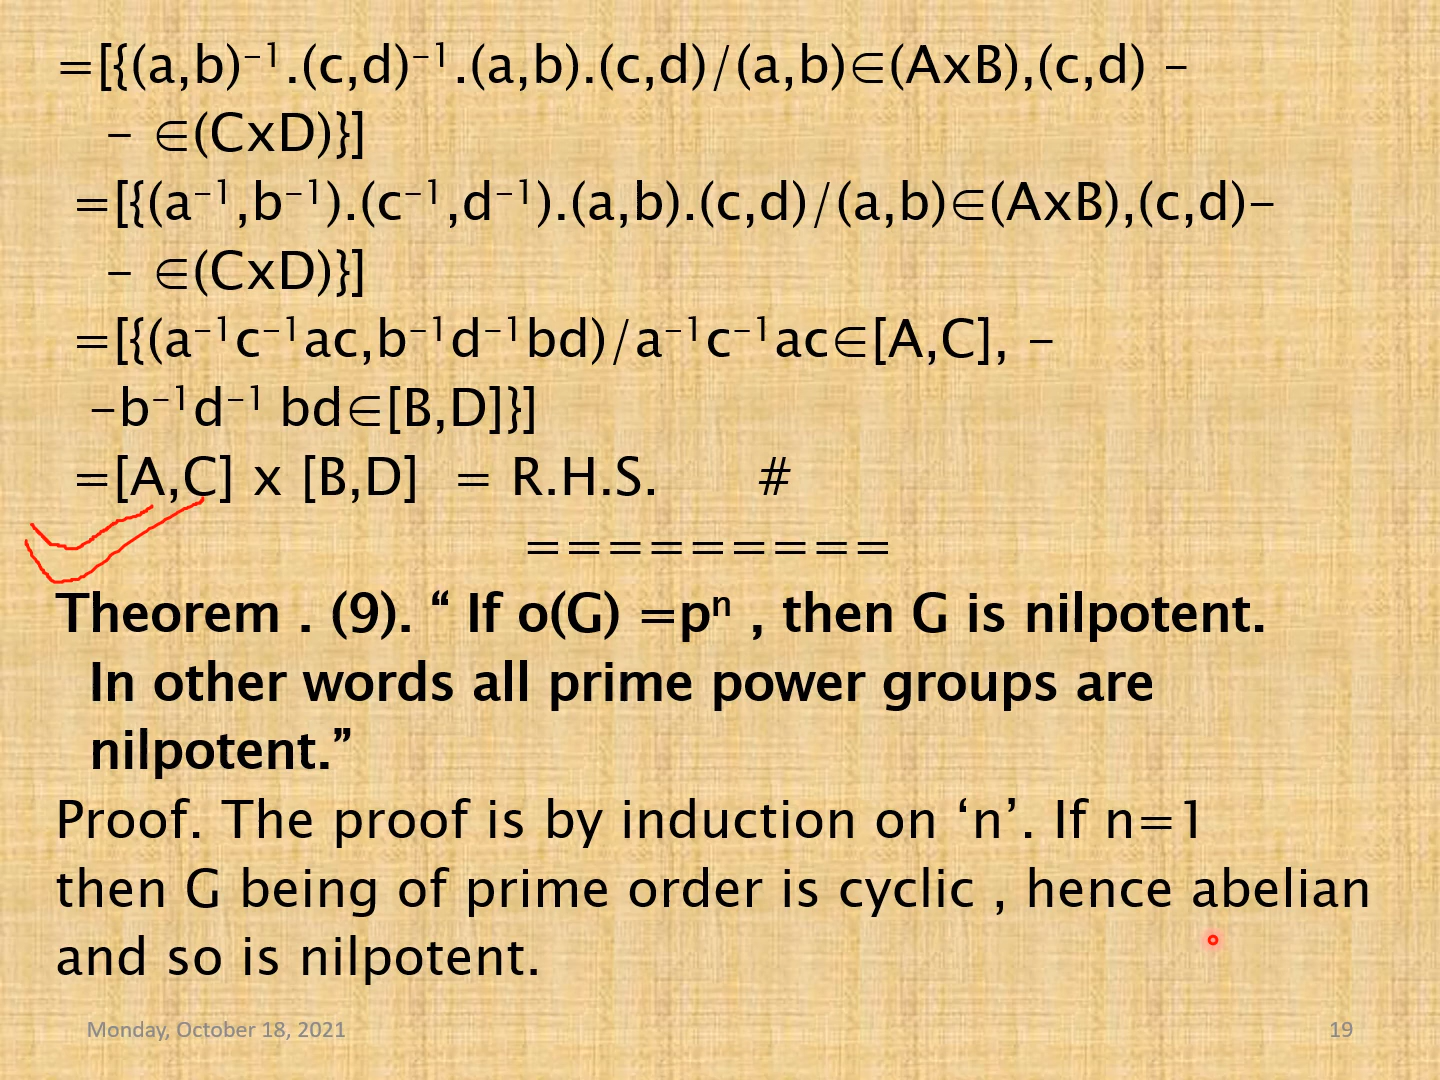 =[{(a,b)⁻¹.(c,d)⁻¹.(a,b).(c,d)/(a,b)∈(AxB),(c,d) –
– ∈(CxD)}]
=[{(a⁻¹,b⁻¹).(c⁻¹,d⁻¹).(a,b).(c,d)/(a,b)∈(AxB),(c,d)–
– ∈(CxD)}]
=[{(a⁻¹c⁻¹ac,b⁻¹d⁻¹bd)/a⁻¹c⁻¹ac∈[A,C], –
–b⁻¹d⁻¹ bd∈[B,D]}]
=[A,C] x [B,D] = R.H.S. #
=========
Theorem . (9). “ If o(G) =pⁿ , then G is nilpotent.
In other words all prime power groups are
nilpotent.”
Proof. The proof is by induction on ‘n’. If n=1
then G being of prime order is cyclic , hence abelian
and so is nilpotent.
Monday, October 18, 2021
19